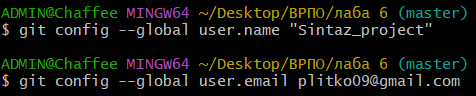 ADMIN@Chaffee MINGW64 ~/Desktop/ВРПО/лаба 6 (master)
$ git config --global user.name "Sintaz_project"
ADMIN@Chaffee MINGW64 ~/Desktop/ВРПО/лаба 6 (master)
$ git config --global user.email plitko09@gmail.com